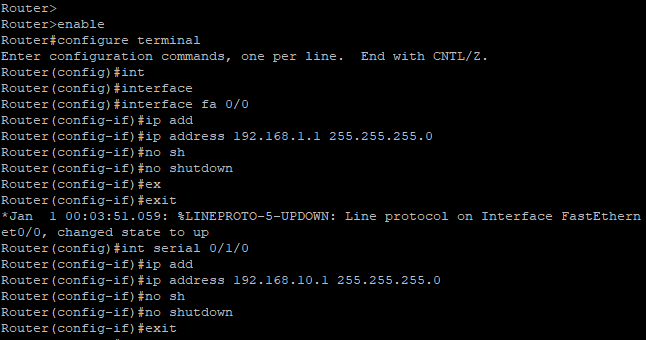 Router>
Router>enable
Router#configure terminal
Enter configuration commands, one per line.  End with CNTL/Z.
Router(config)#int
Router(config)#interface
Router(config)#interface fa 0/0
Router(config-if)#ip add
Router(config-if)#ip address 192.168.1.1 255.255.255.0
Router(config-if)#no sh
Router(config-if)#no shutdown
Router(config-if)#ex
Router(config-if)#exit
*Jan  1 00:03:51.059: %LINEPROTO-5-UPDOWN: Line protocol on Interface FastEthern
et0/0, changed state to up
Router(config)#int serial 0/1/0
Router(config-if)#ip add
Router(config-if)#ip address 192.168.10.1 255.255.255.0
Router(config-if)#no sh
Router(config-if)#no shutdown
Router(config-if)#exit